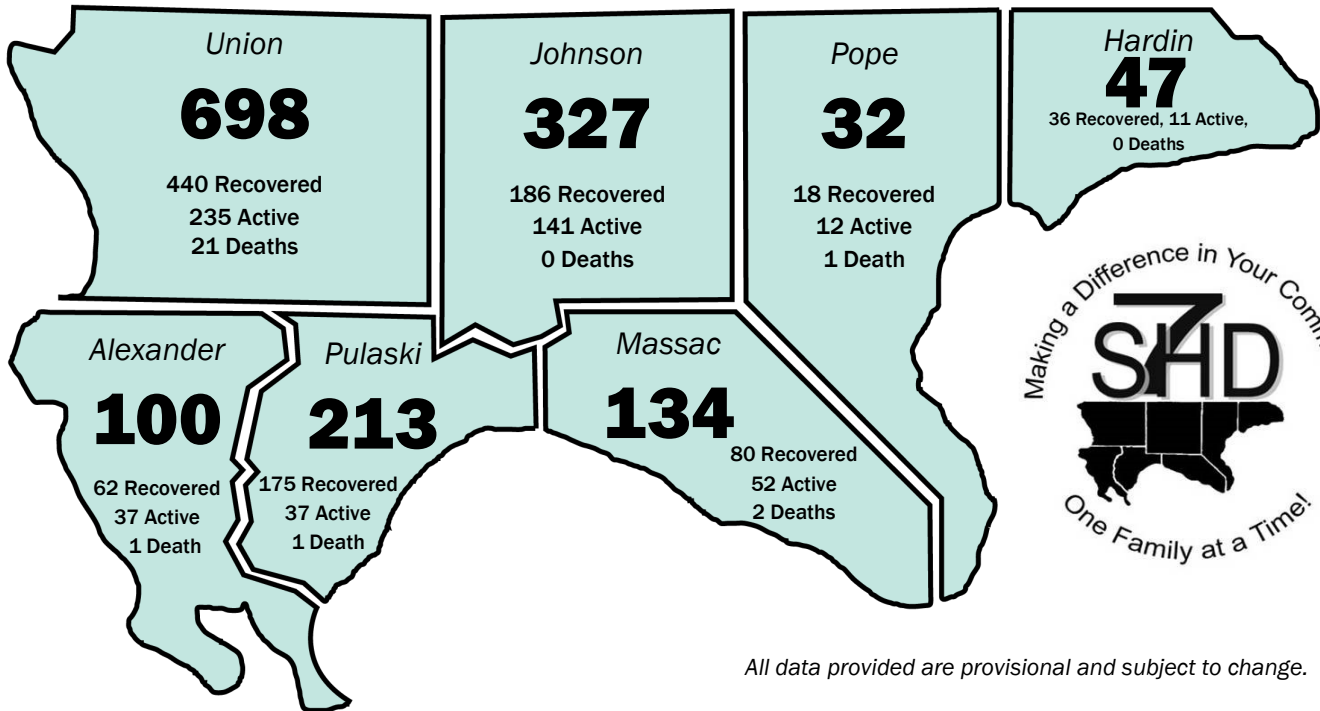 Union
698
440 Recovered
235 Active
21 Deaths
Johnson
327
186 Recovered
141 Active
0 Deaths
Pope
32
18 Recovered
12 Active
1 Death
Hardin
47
36 Recovered, 11 Active,
0 Deaths
Alexander
100
62 Recovered
37 Active
1 Death
Pulaski
213
175 Recovered
37 Active
1 Death
Massac
134
80 Recovered
52 Active
2 Deaths
Making a Difference in Your
S7HD
One Family at a Time!
All data provided are provisional and subject to change.